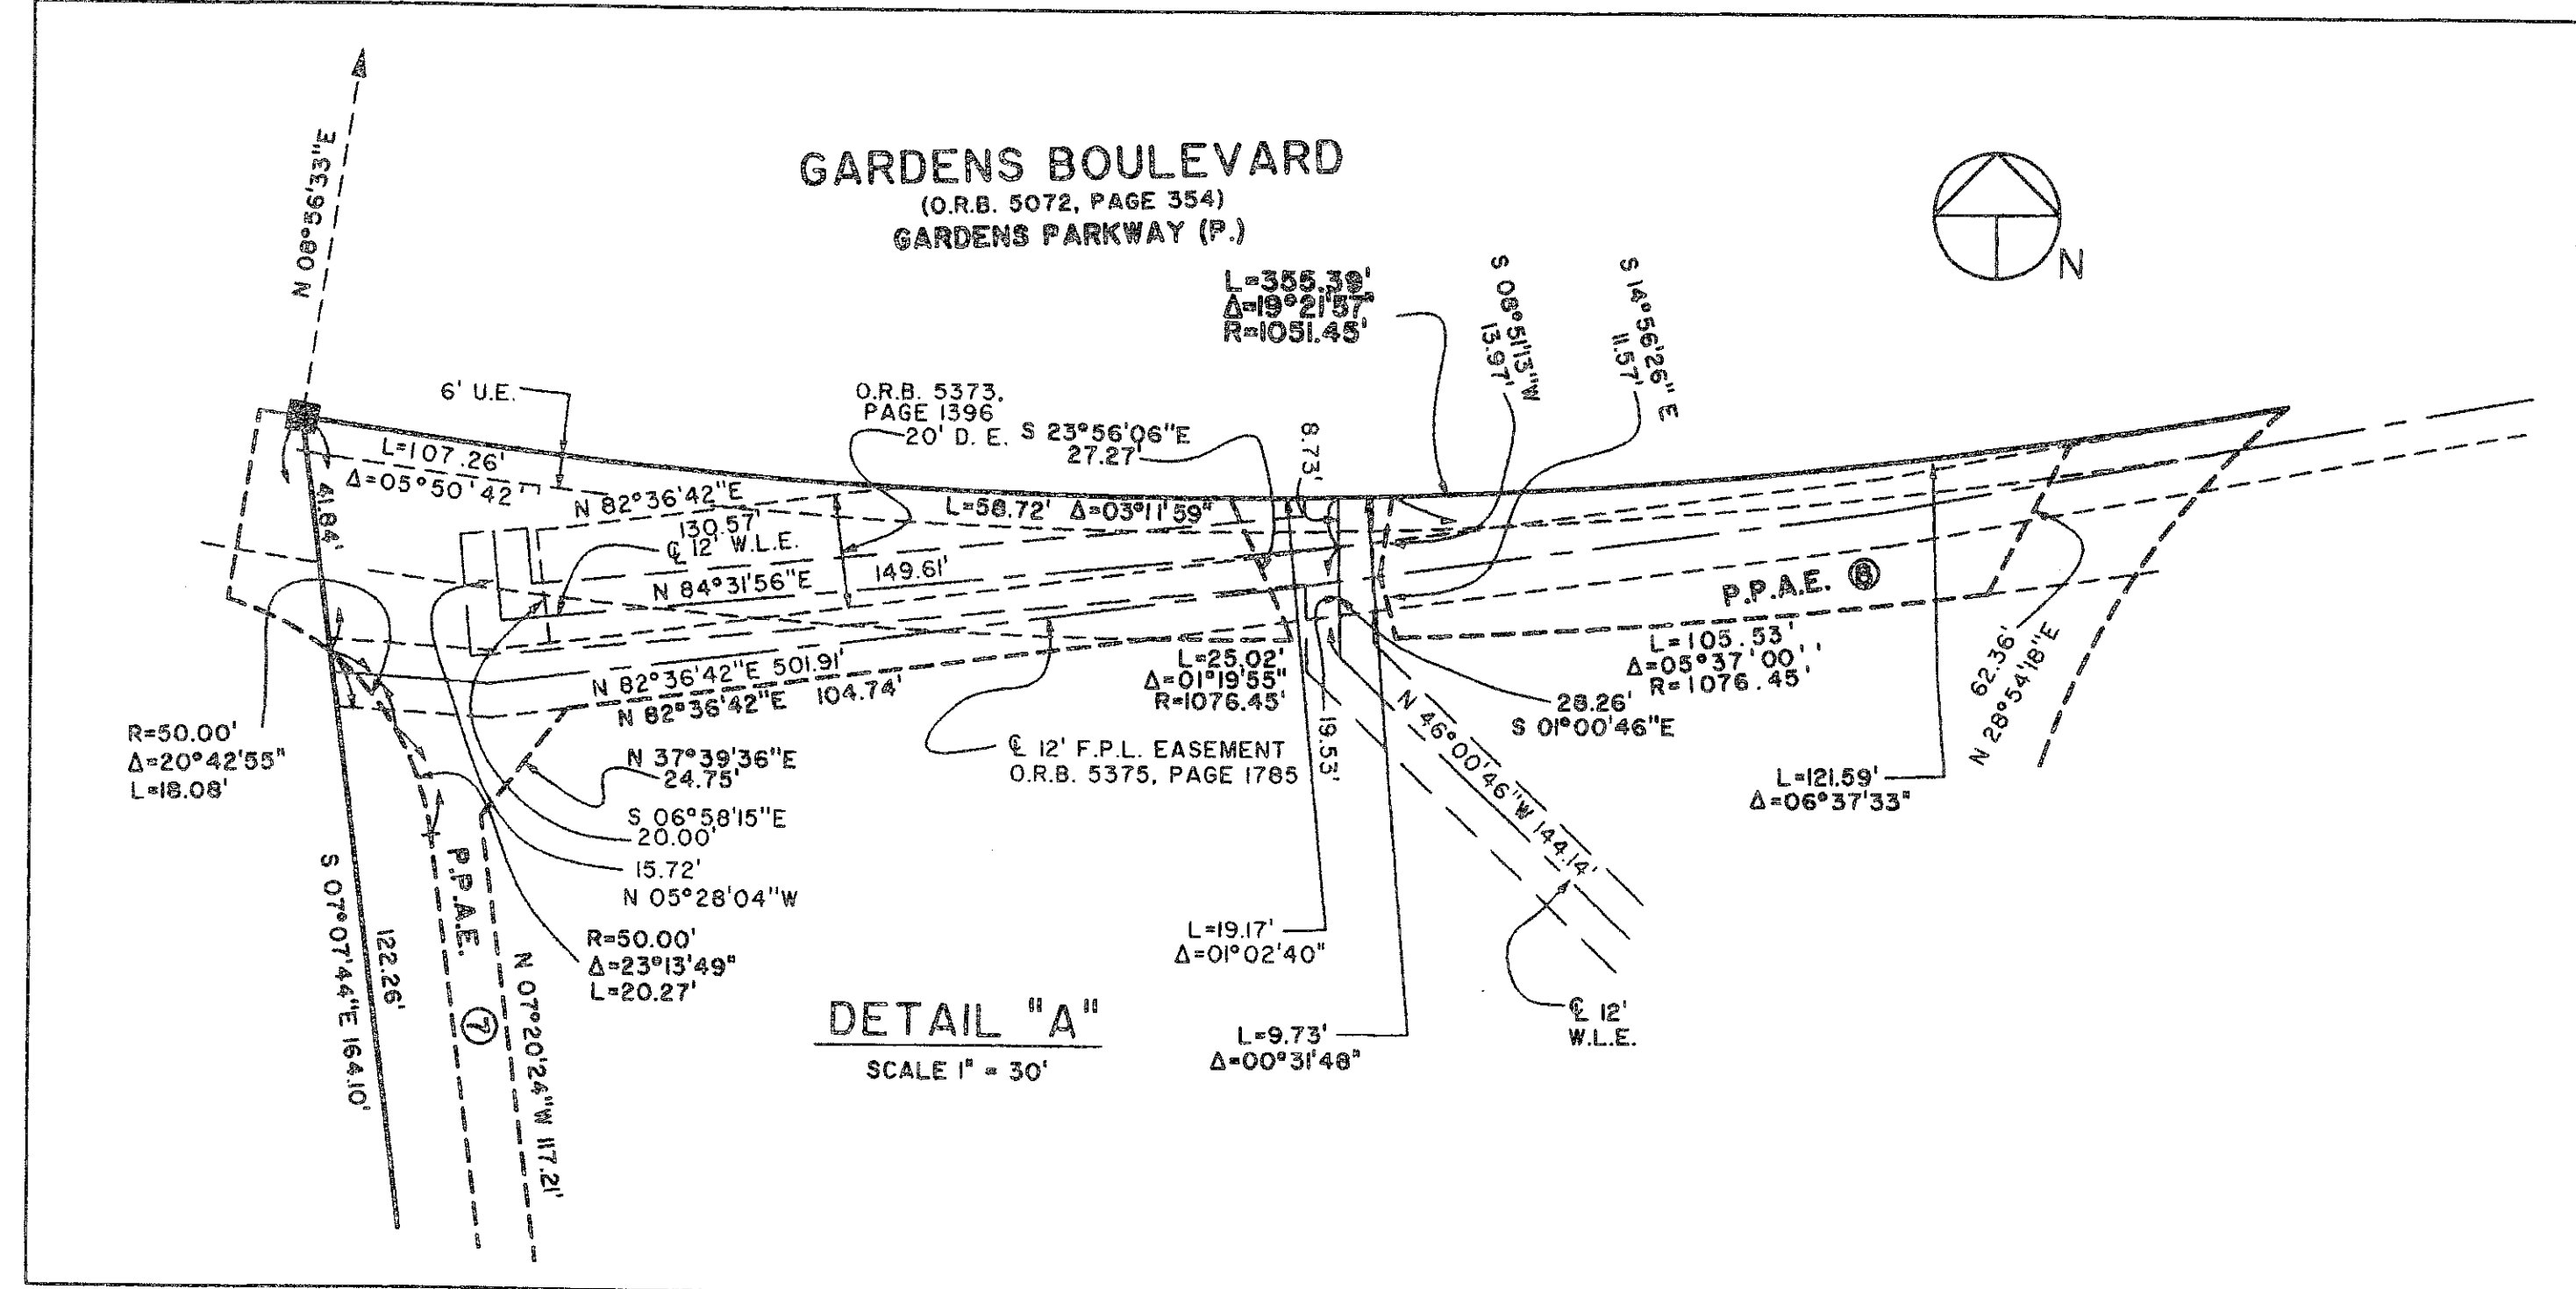 GARDENS BOULEVARD
(O.R.B. 5072, PAGE 354)
GARDENS PARKWAY (P.)
N
N 08°56'33"E
L=355.39'
Δ=19°21'57"
R=1051.45'
S 08°51'13"W
13.97'
S 14°56'26"E
11.57'
6' U.E.
O.R.B. 5373,
PAGE 1396
20' D. E.
S 23°56'06"E
27.27'
8.73'
L=107.26'
Δ=05°50'42"
41.84'
N 82°36'42"E
130.57'
℄ 12' W.L.E.
N 84°31'56"E
149.61'
L=58.72' Δ=03°11'59"
P.P.A.E. 8
N 82°36'42"E 501.91'
N 82°36'42"E 104.74'
L=25.02'
Δ=01°19'55"
R=1076.45'
L=105.53'
Δ=05°37'00"
R=1076.45'
62.36'
N 28°54'18"E
28.26'
S 01°00'46"E
R=50.00'
Δ=20°42'55"
L=18.08'
N 37°39'36"E
24.75'
℄ 12' F.P.L. EASEMENT
O.R.B. 5375, PAGE 1785
19.53'
N 46°00'46"W 144.14'
L=121.59'
Δ=06°37'33"
S 06°58'15"E
20.00'
15.72'
N 05°28'04"W
P.P.A.E. 7
S 07°07'44"E 164.10'
122.26'
N 07°20'24"W 117.21'
R=50.00'
Δ=23°13'49"
L=20.27'
L=19.17'
Δ=01°02'40"
L=9.73'
Δ=00°31'48"
℄ 12'
W.L.E.
DETAIL "A"
SCALE 1" = 30'